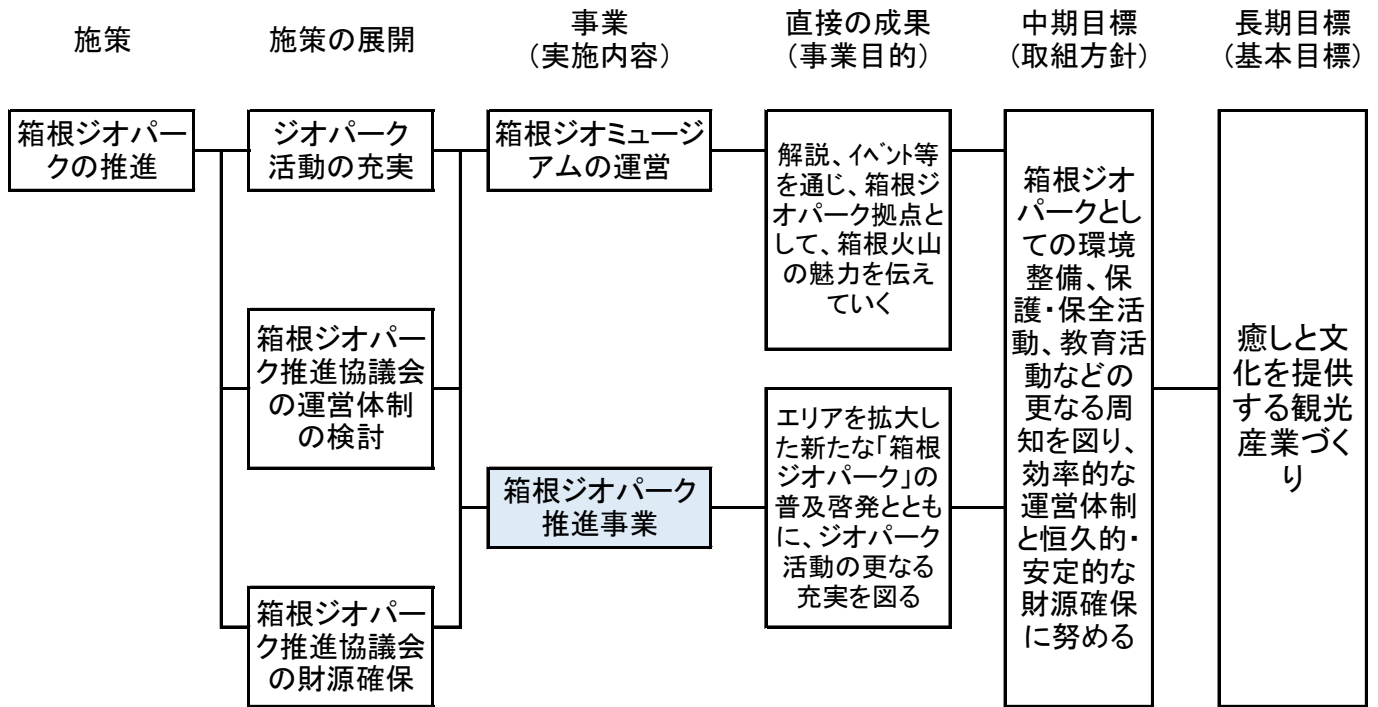 施策
施策の展開
事業
(実施内容)
直接の成果
(事業目的)
中期目標
(取組方針)
長期目標
(基本目標)
箱根ジオパー
クの推進
ジオパーク
活動の充実
箱根ジオパー
ク推進協議会
の運営体制
の検討
箱根ジオパー
ク推進協議会
の財源確保
箱根ジオミュージ
アムの運営
箱根ジオパーク
推進事業
解説、イベント等
を通じ、箱根ジ
オパーク拠点と
して、箱根火山
の魅力を伝え
ていく
エリアを拡大し
た新たな「箱根
ジオパーク」の
普及啓発ととも
に、ジオパーク
活動の更なる
充実を図る
箱根ジオ
パークとし
ての環境
整備、保
護・保全活
動、教育活
動などの
更なる周
知を図り、
効率的な
運営体制
と恒久的・
安定的な
財源確保
に努める
癒しと文
化を提供
する観光
産業づく
り